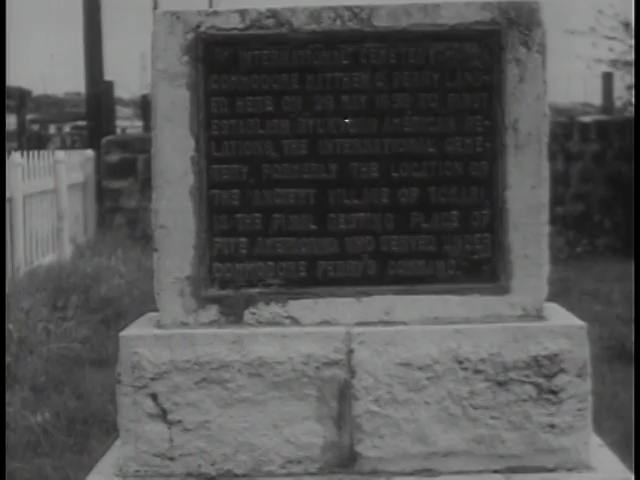 INTERNATIONAL CEMETERY
COMMODORE MATTHEW C. PERRY LAND-
ED HERE ON 26 MAY TO FIRST
ESTABLISH RYUKYUAN AMERICAN RE-
LATIONS. THE INTERNATIONAL CEME-
TERY, FORMERLY THE LOCATION OF
THE ANCIENT VILLAGE OF TOMARI,
IS THE FINAL RESTING PLACE OF
FIVE AMERICANS WHO SERVED UNDER
COMMODORE PERRY'S COMMAND.